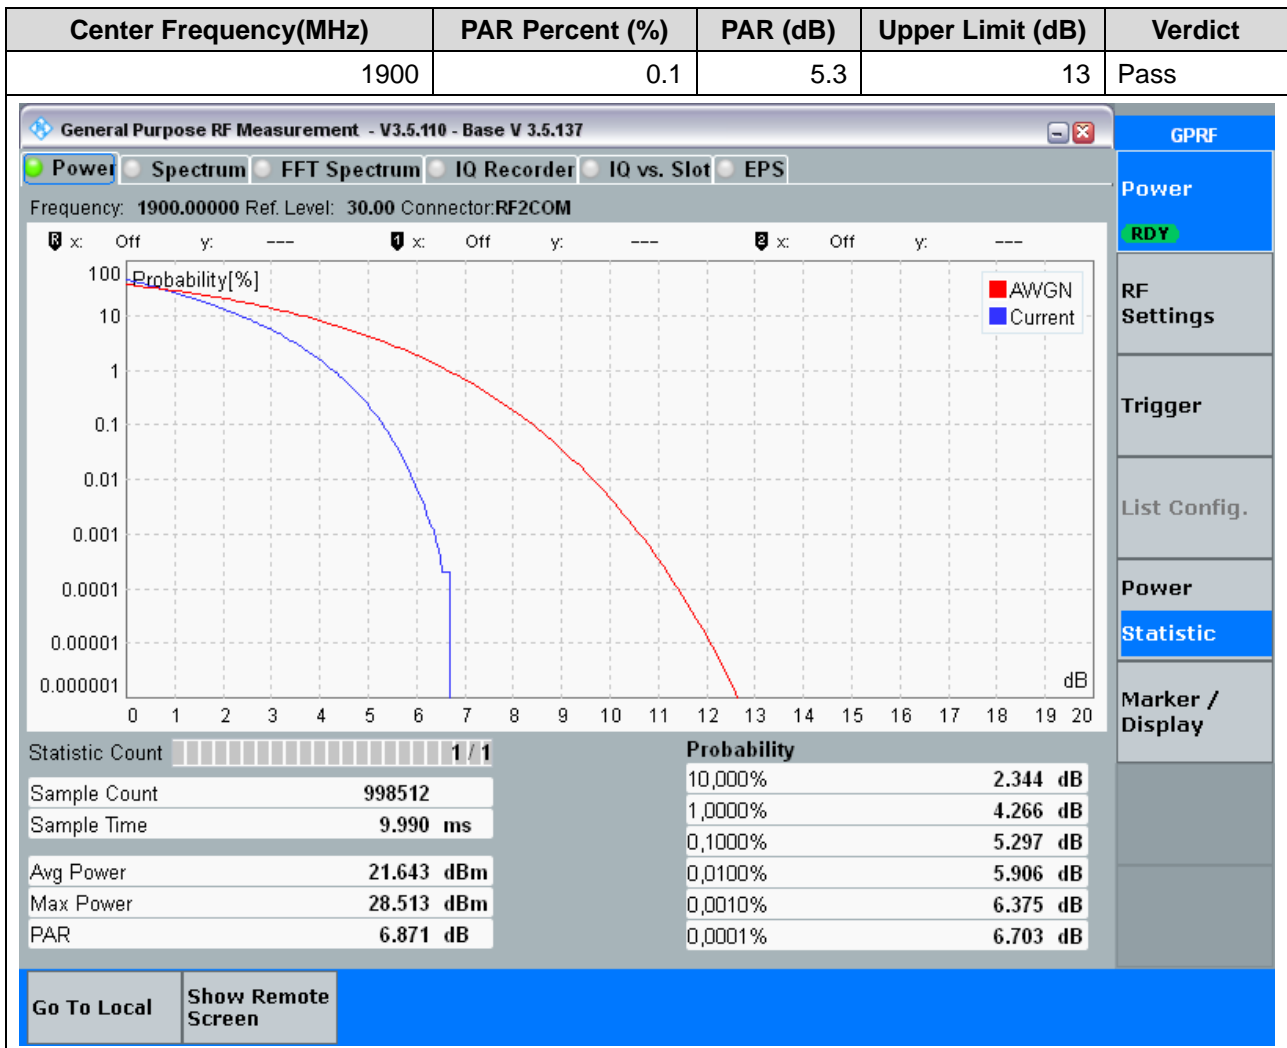 Center Frequency(MHz) PAR Percent (%) PAR (dB) Upper Limit (dB) Verdict
1900 0.1 5.3 13 Pass
General Purpose RF Measurement - V3.5.110 - Base V 3.5.137
GPRF
Power Spectrum FFT Spectrum IQ Recorder IQ vs. Slot EPS
Power
RDY
Frequency: 1900.00000 Ref. Level: 30.00 Connector:RF2COM
R x: Off y: --- 1 x: Off y: --- 2 x: Off y: ---
Probability[%]
AWGN
Current
100
10
1
0.1
0.01
0.001
0.0001
0.00001
0.000001
dB
0 1 2 3 4 5 6 7 8 9 10 11 12 13 14 15 16 17 18 19 20
RF
Settings
Trigger
List Config.
Power
Statistic
Marker /
Display
Statistic Count 1 / 1
Sample Count 998512
Sample Time 9.990 ms
Avg Power 21.643 dBm
Max Power 28.513 dBm
PAR 6.871 dB
Probability
10,000% 2.344 dB
1,0000% 4.266 dB
0,1000% 5.297 dB
0,0100% 5.906 dB
0,0010% 6.375 dB
0,0001% 6.703 dB
Go To Local
Show Remote
Screen